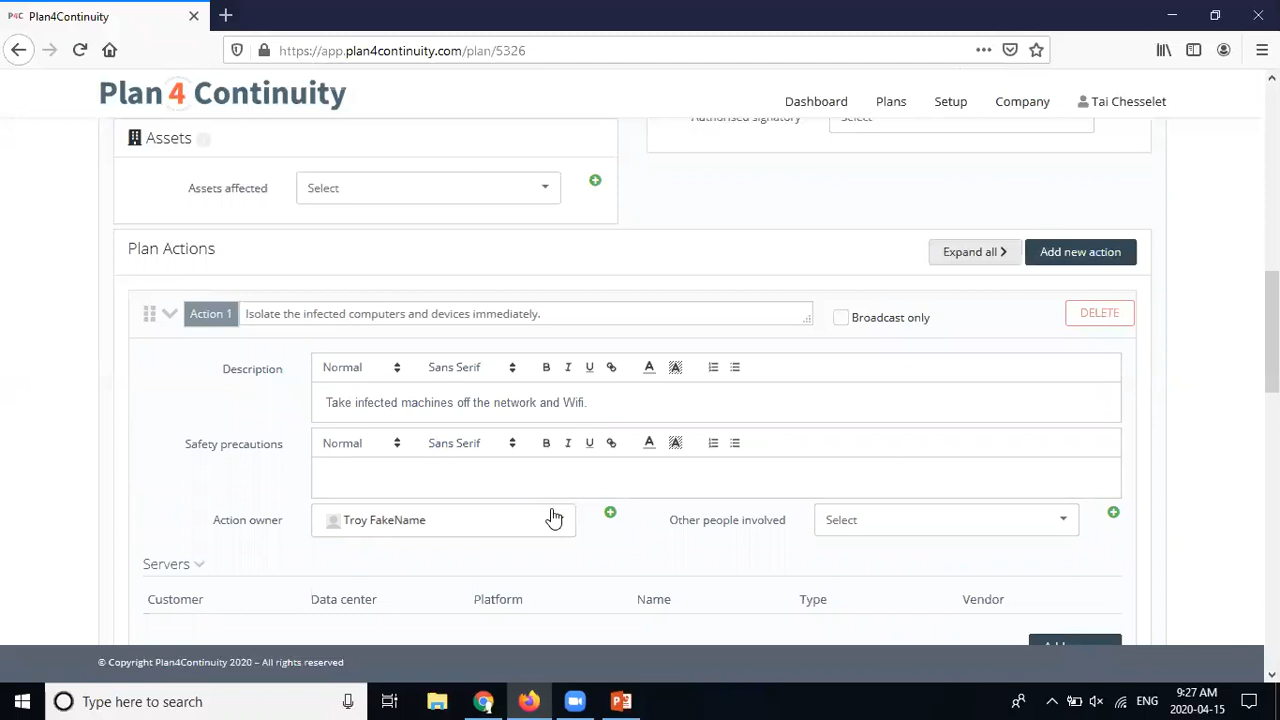 P4C Plan4Continuity
https://app.plan4continuity.com/plan/5326
Plan 4 Continuity
Dashboard Plans Setup Company Tai Chesselet
Authorised signatory Select
Assets
Assets affected Select
Plan Actions Expand all Add new action
Action 1 Isolate the infected computers and devices immediately. Broadcast only DELETE
Description Normal Sans Serif B I U A A
Take infected machines off the network and Wifi.
Safety precautions Normal Sans Serif B I U A A
Action owner Troy FakeName Other people involved Select
Servers
Customer Data center Platform Name Type Vendor
© Copyright Plan4Continuity 2020 – All rights reserved
Type here to search ENG 9:27 AM
2020-04-15